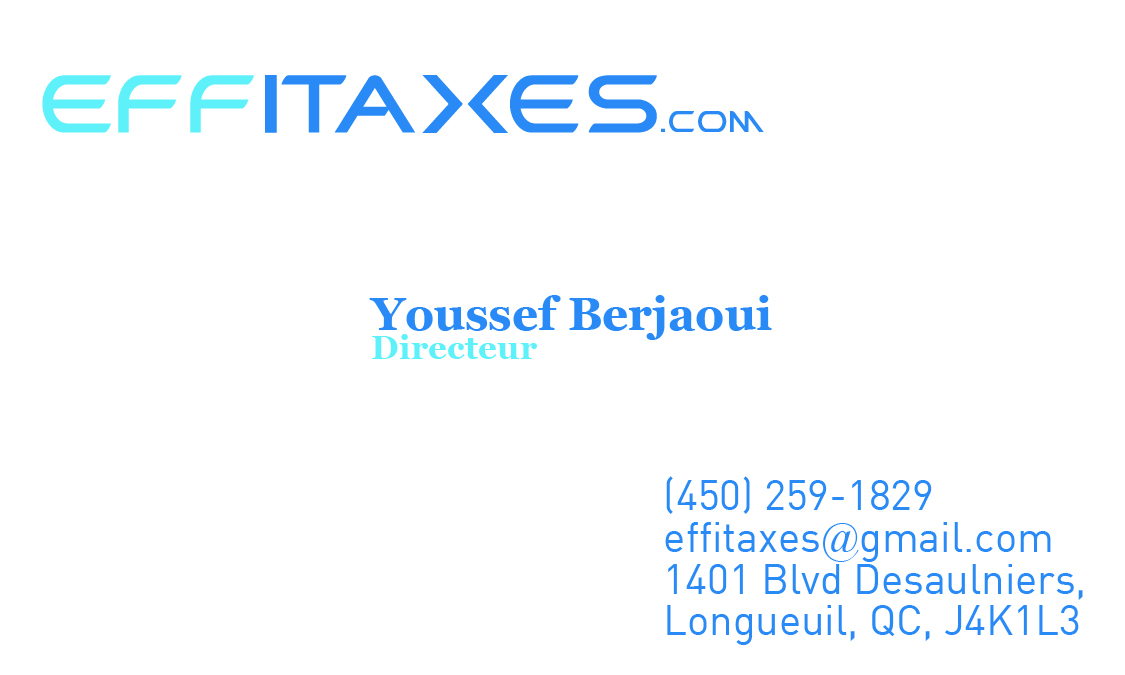 EFFITAXES.COM
Youssef Berjaoui
Directeur
(450) 259-1829
effitaxes@gmail.com
1401 Blvd Desaulniers,
Longueuil, QC, J4K1L3